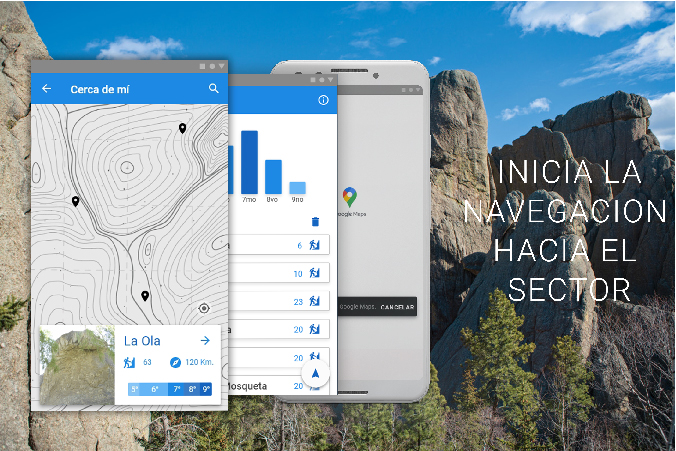 Cerca de mí
7mo
8vo
9no
6
10
23
20
20
Mosqueta 20
La Ola
63
120 Km.
5° 6° 7° 8° 9°
Google Maps
Google Maps. CANCELAR
INICIA LA
NAVEGACION
HACIA EL
SECTOR